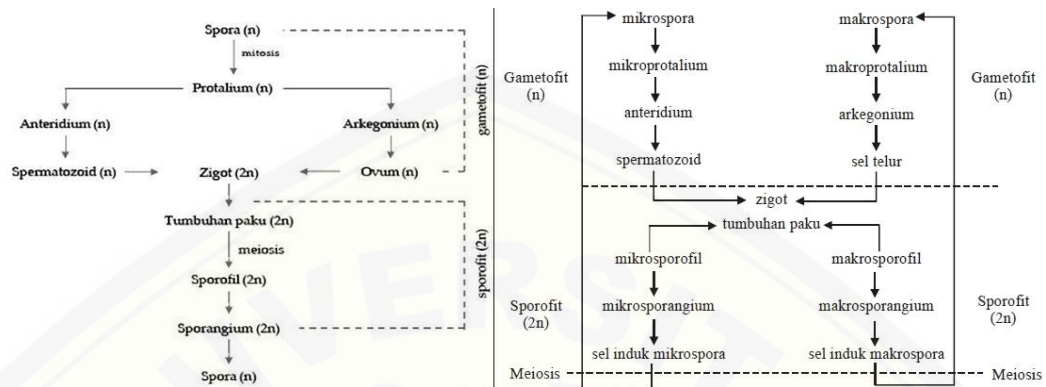 Spora (n)
mitosis
Protalium (n)
Anteridium (n) Arkegonium (n)
Spermatozoid (n) Zigot (2n) Ovum (n)
Tumbuhan paku (2n)
meiosis
Sporofil (2n)
Sporangium (2n)
Spora (n)
gametofit (n)
sporofit (2n)
mikrospora makrospora
Gametofit
(n)
mikroprotalium makroprotalium
Gametofit
(n)
anteridium arkegonium
spermatozoid sel telur
zigot
tumbuhan paku
mikrosporofil makrosporofil
Sporofit
(2n)
mikrosporangium makrosporangium
Sporofit
(2n)
sel induk mikrospora sel induk makrospora
Meiosis Meiosis